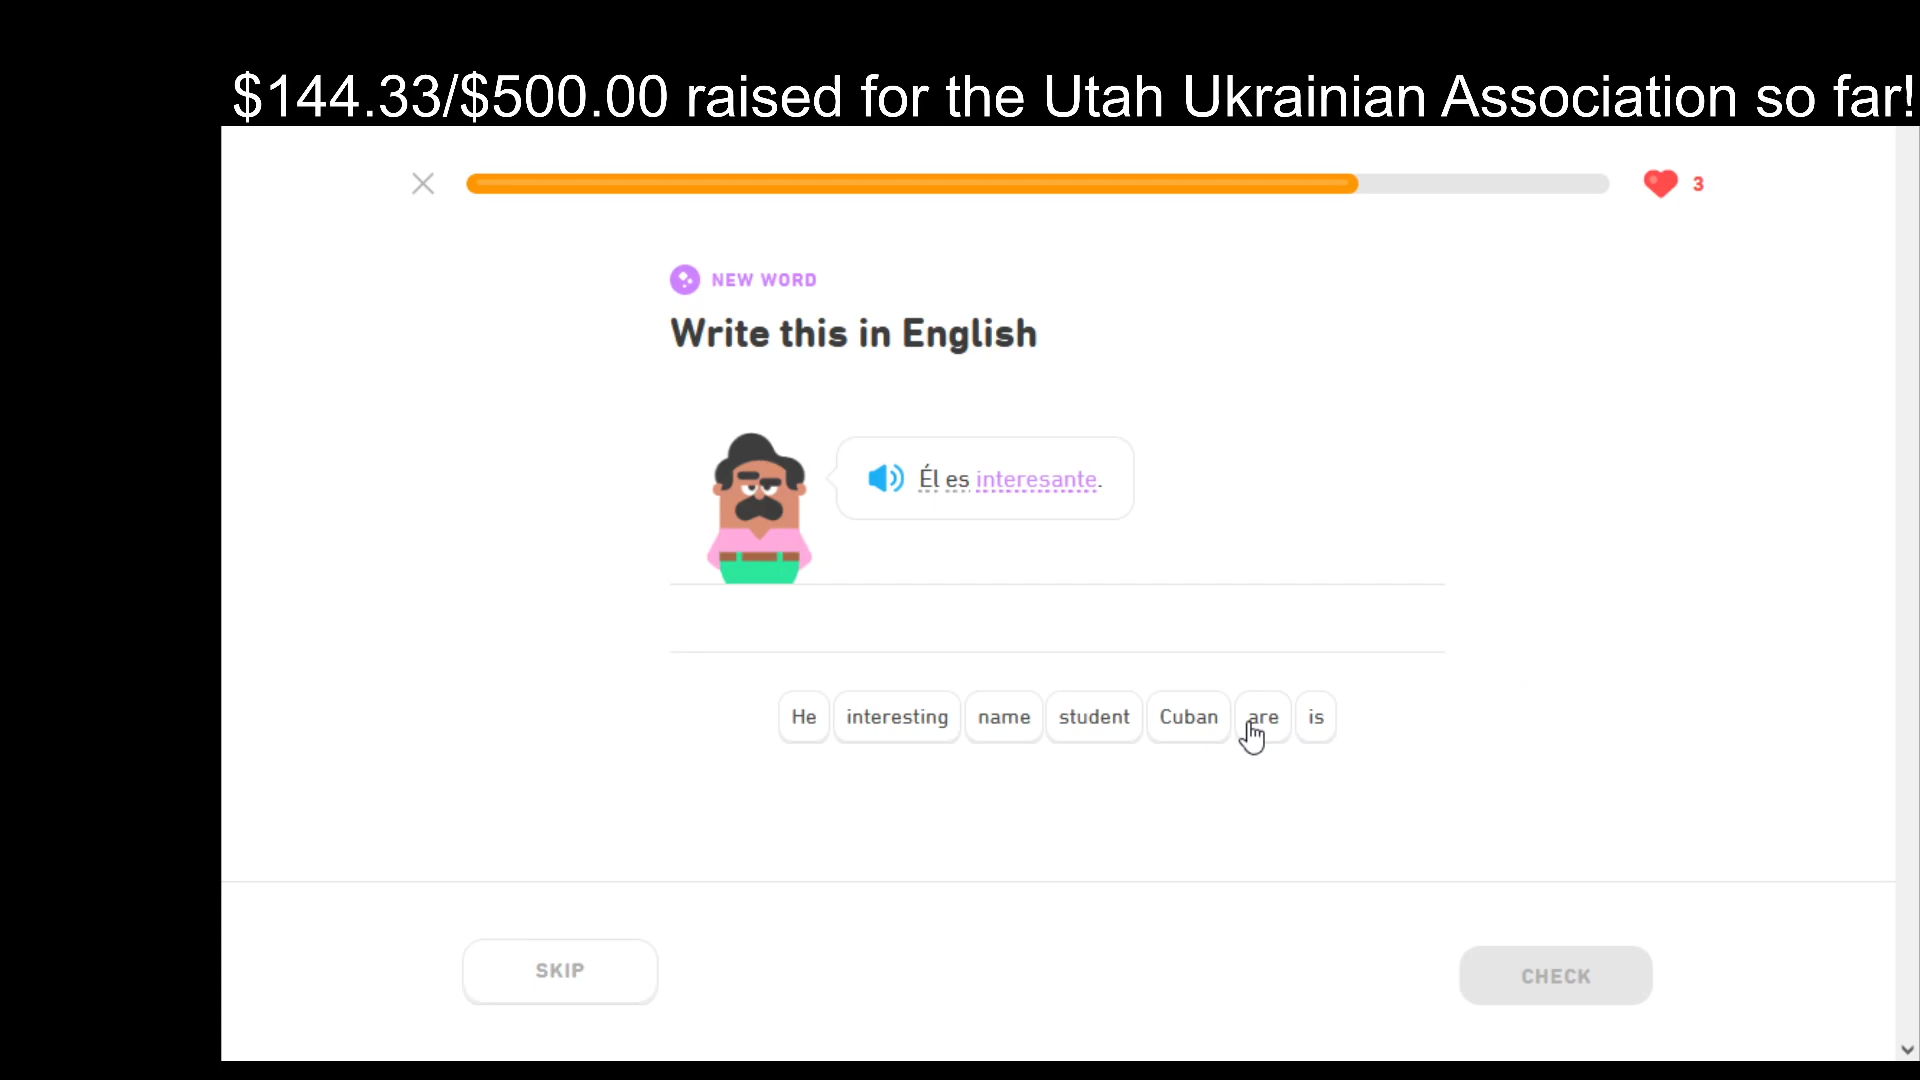 $144.33/$500.00 raised for the Utah Ukrainian Association so far!
3
NEW WORD
Write this in English
Él es interesante.
He interesting name student Cuban are is
SKIP
CHECK